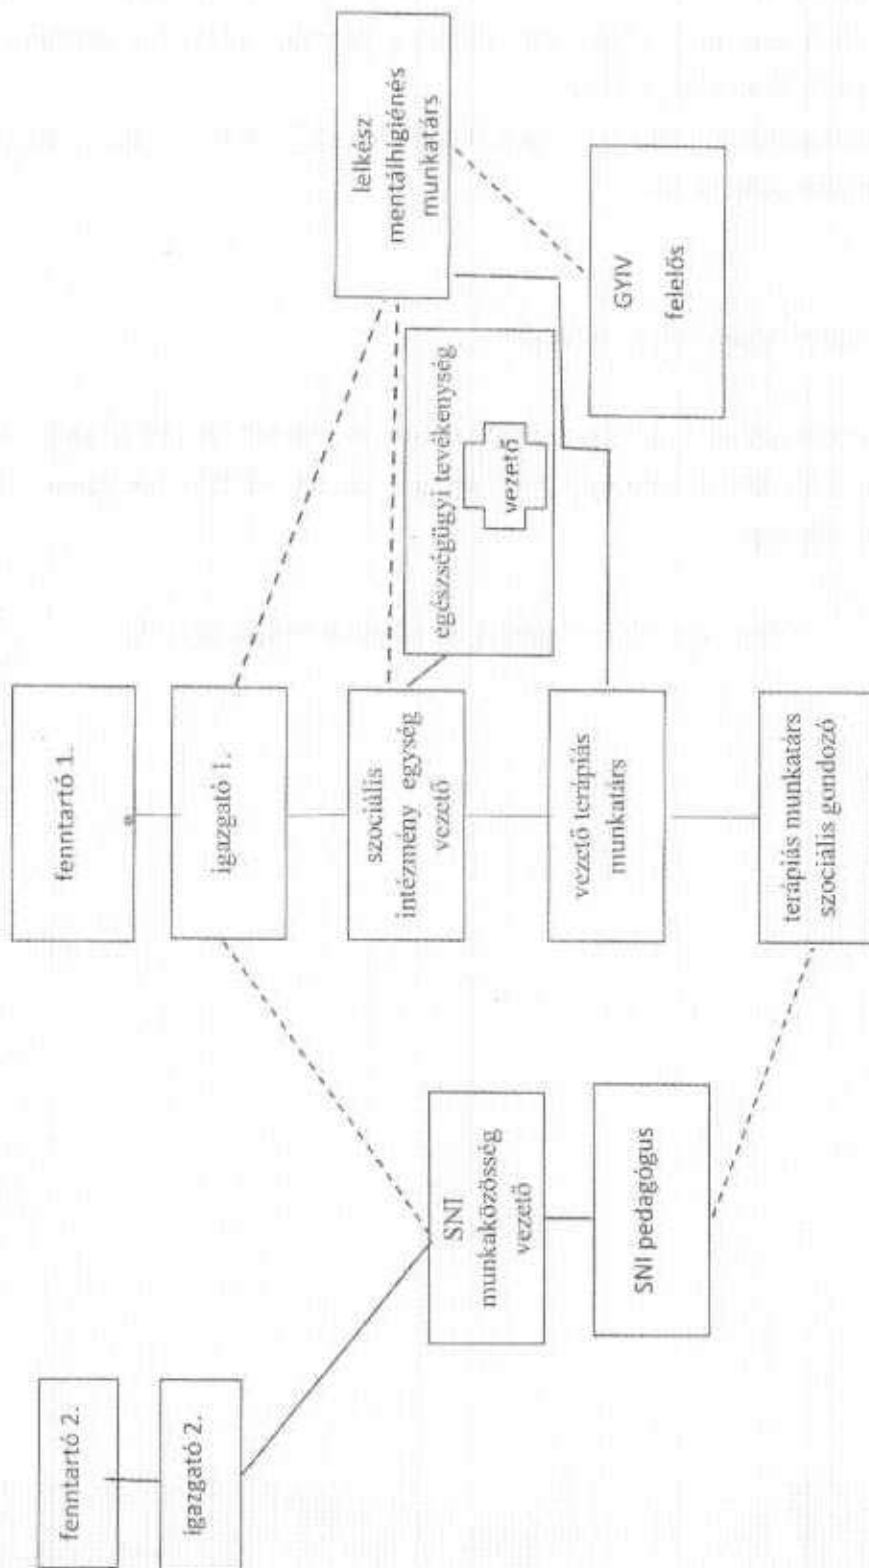 fenntartó 2.
igazgató 2.
SNI
munkaközösség
vezető
SNI pedagógus
fenntartó 1.
igazgató 1.
szociális
intézmény egység
vezető
vezető terápiás
munkatárs
terápiás munkatárs
szociális gondozó
egészségügyi tevékenység
vezető
lelkész
mentálhigiénés
munkatárs
GYIV
felelős